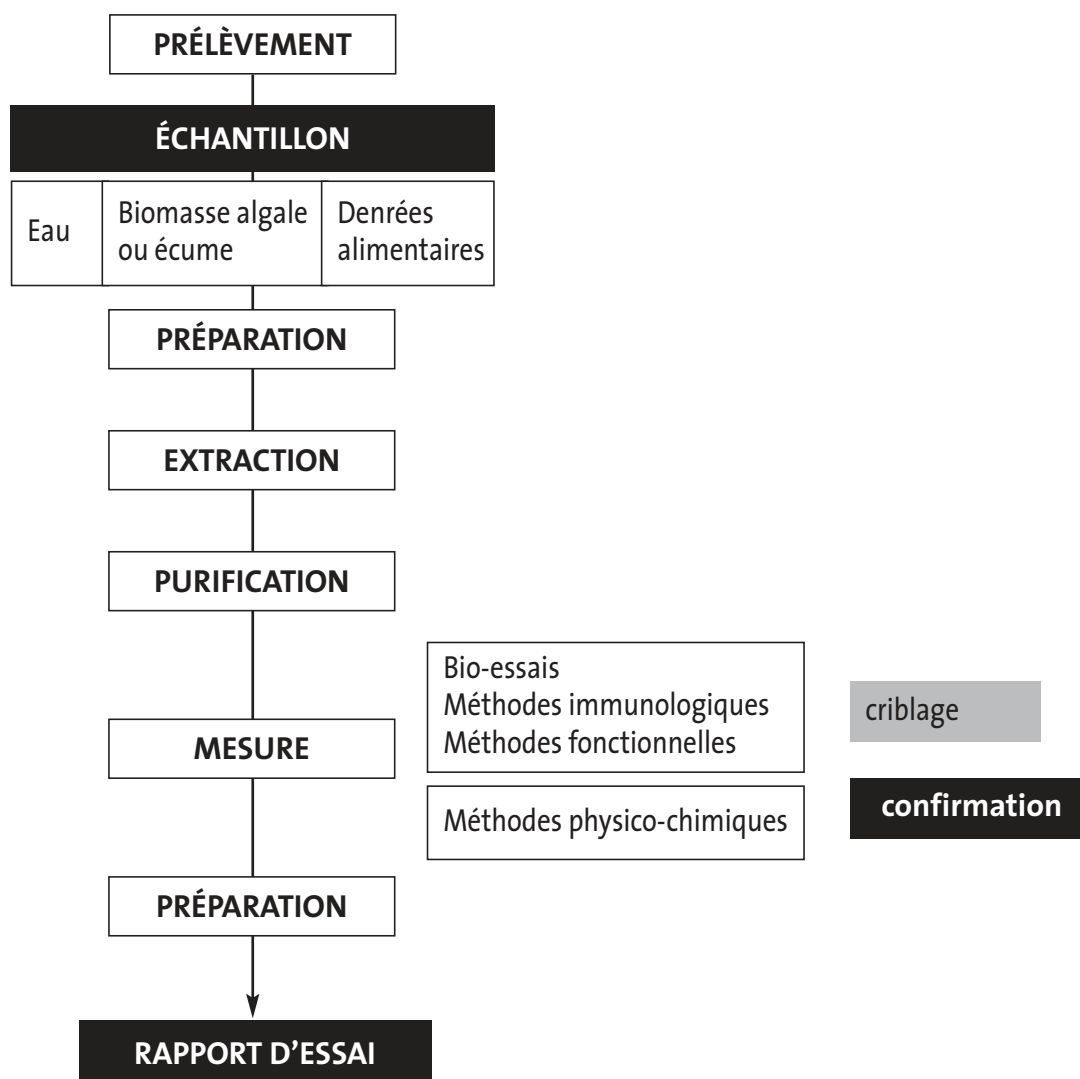 PRÉLÈVEMENT
ÉCHANTILLON
Eau
Biomasse algale
ou écume
Denrées
alimentaires
PRÉPARATION
EXTRACTION
PURIFICATION
MESURE
Bio-essais
Méthodes immunologiques
Méthodes fonctionnelles
criblage
Méthodes physico-chimiques
confirmation
PRÉPARATION
RAPPORT D’ESSAI